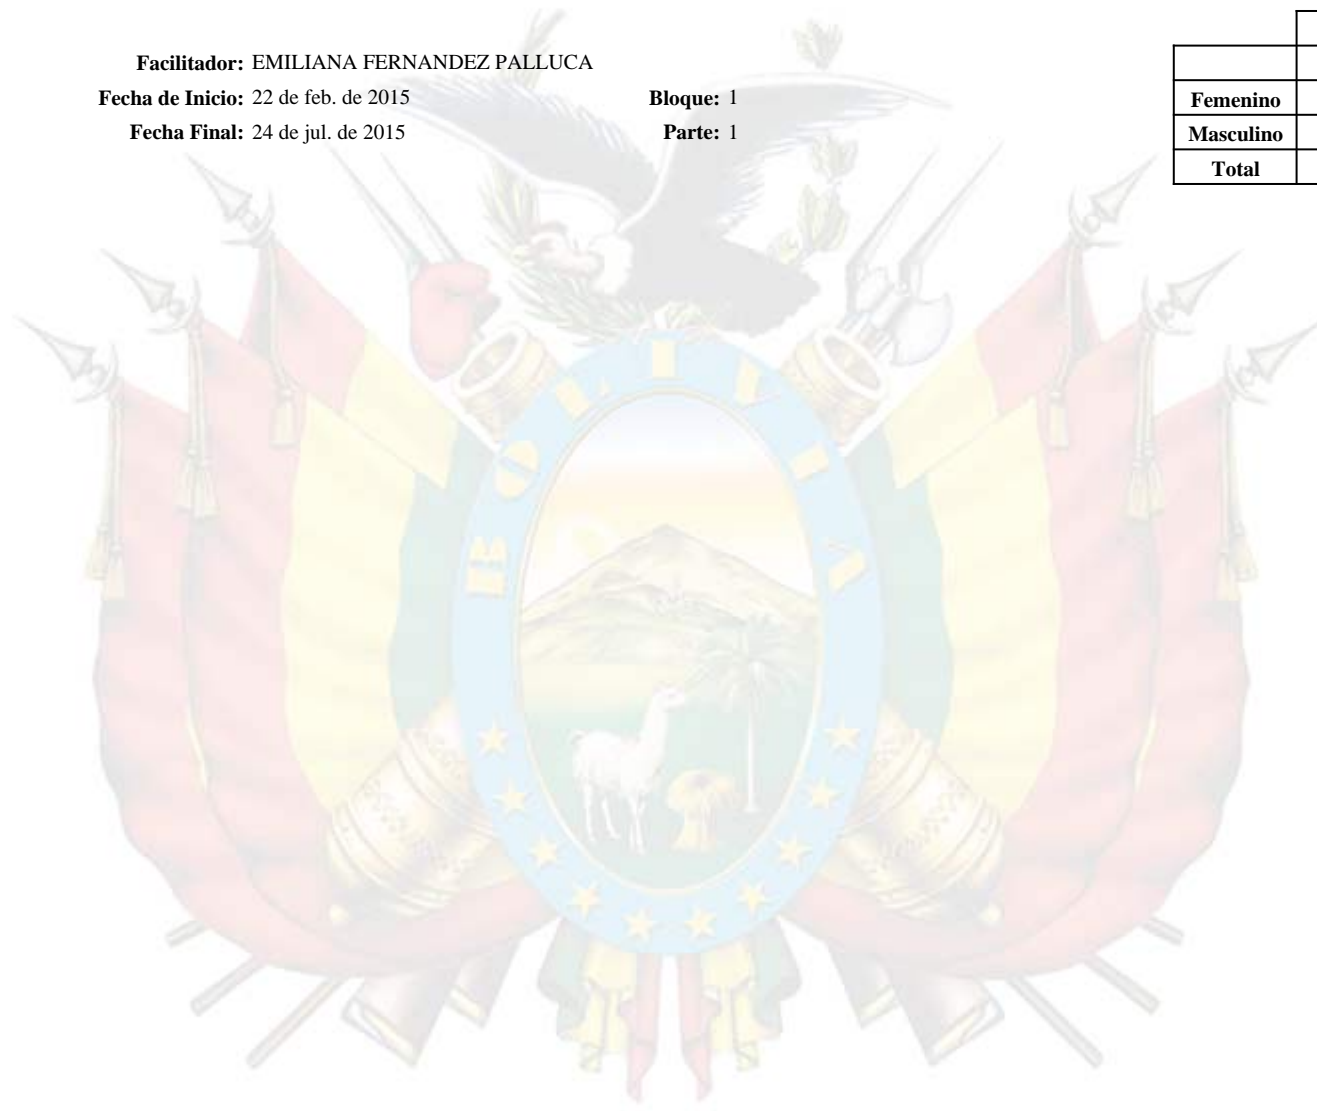 Facilitador: EMILIANA FERNANDEZ PALLUCA
Fecha de Inicio: 22 de feb. de 2015 Bloque: 1
Fecha Final: 24 de jul. de 2015 Parte: 1
Femenino
Masculino
Total
BOLIVIA